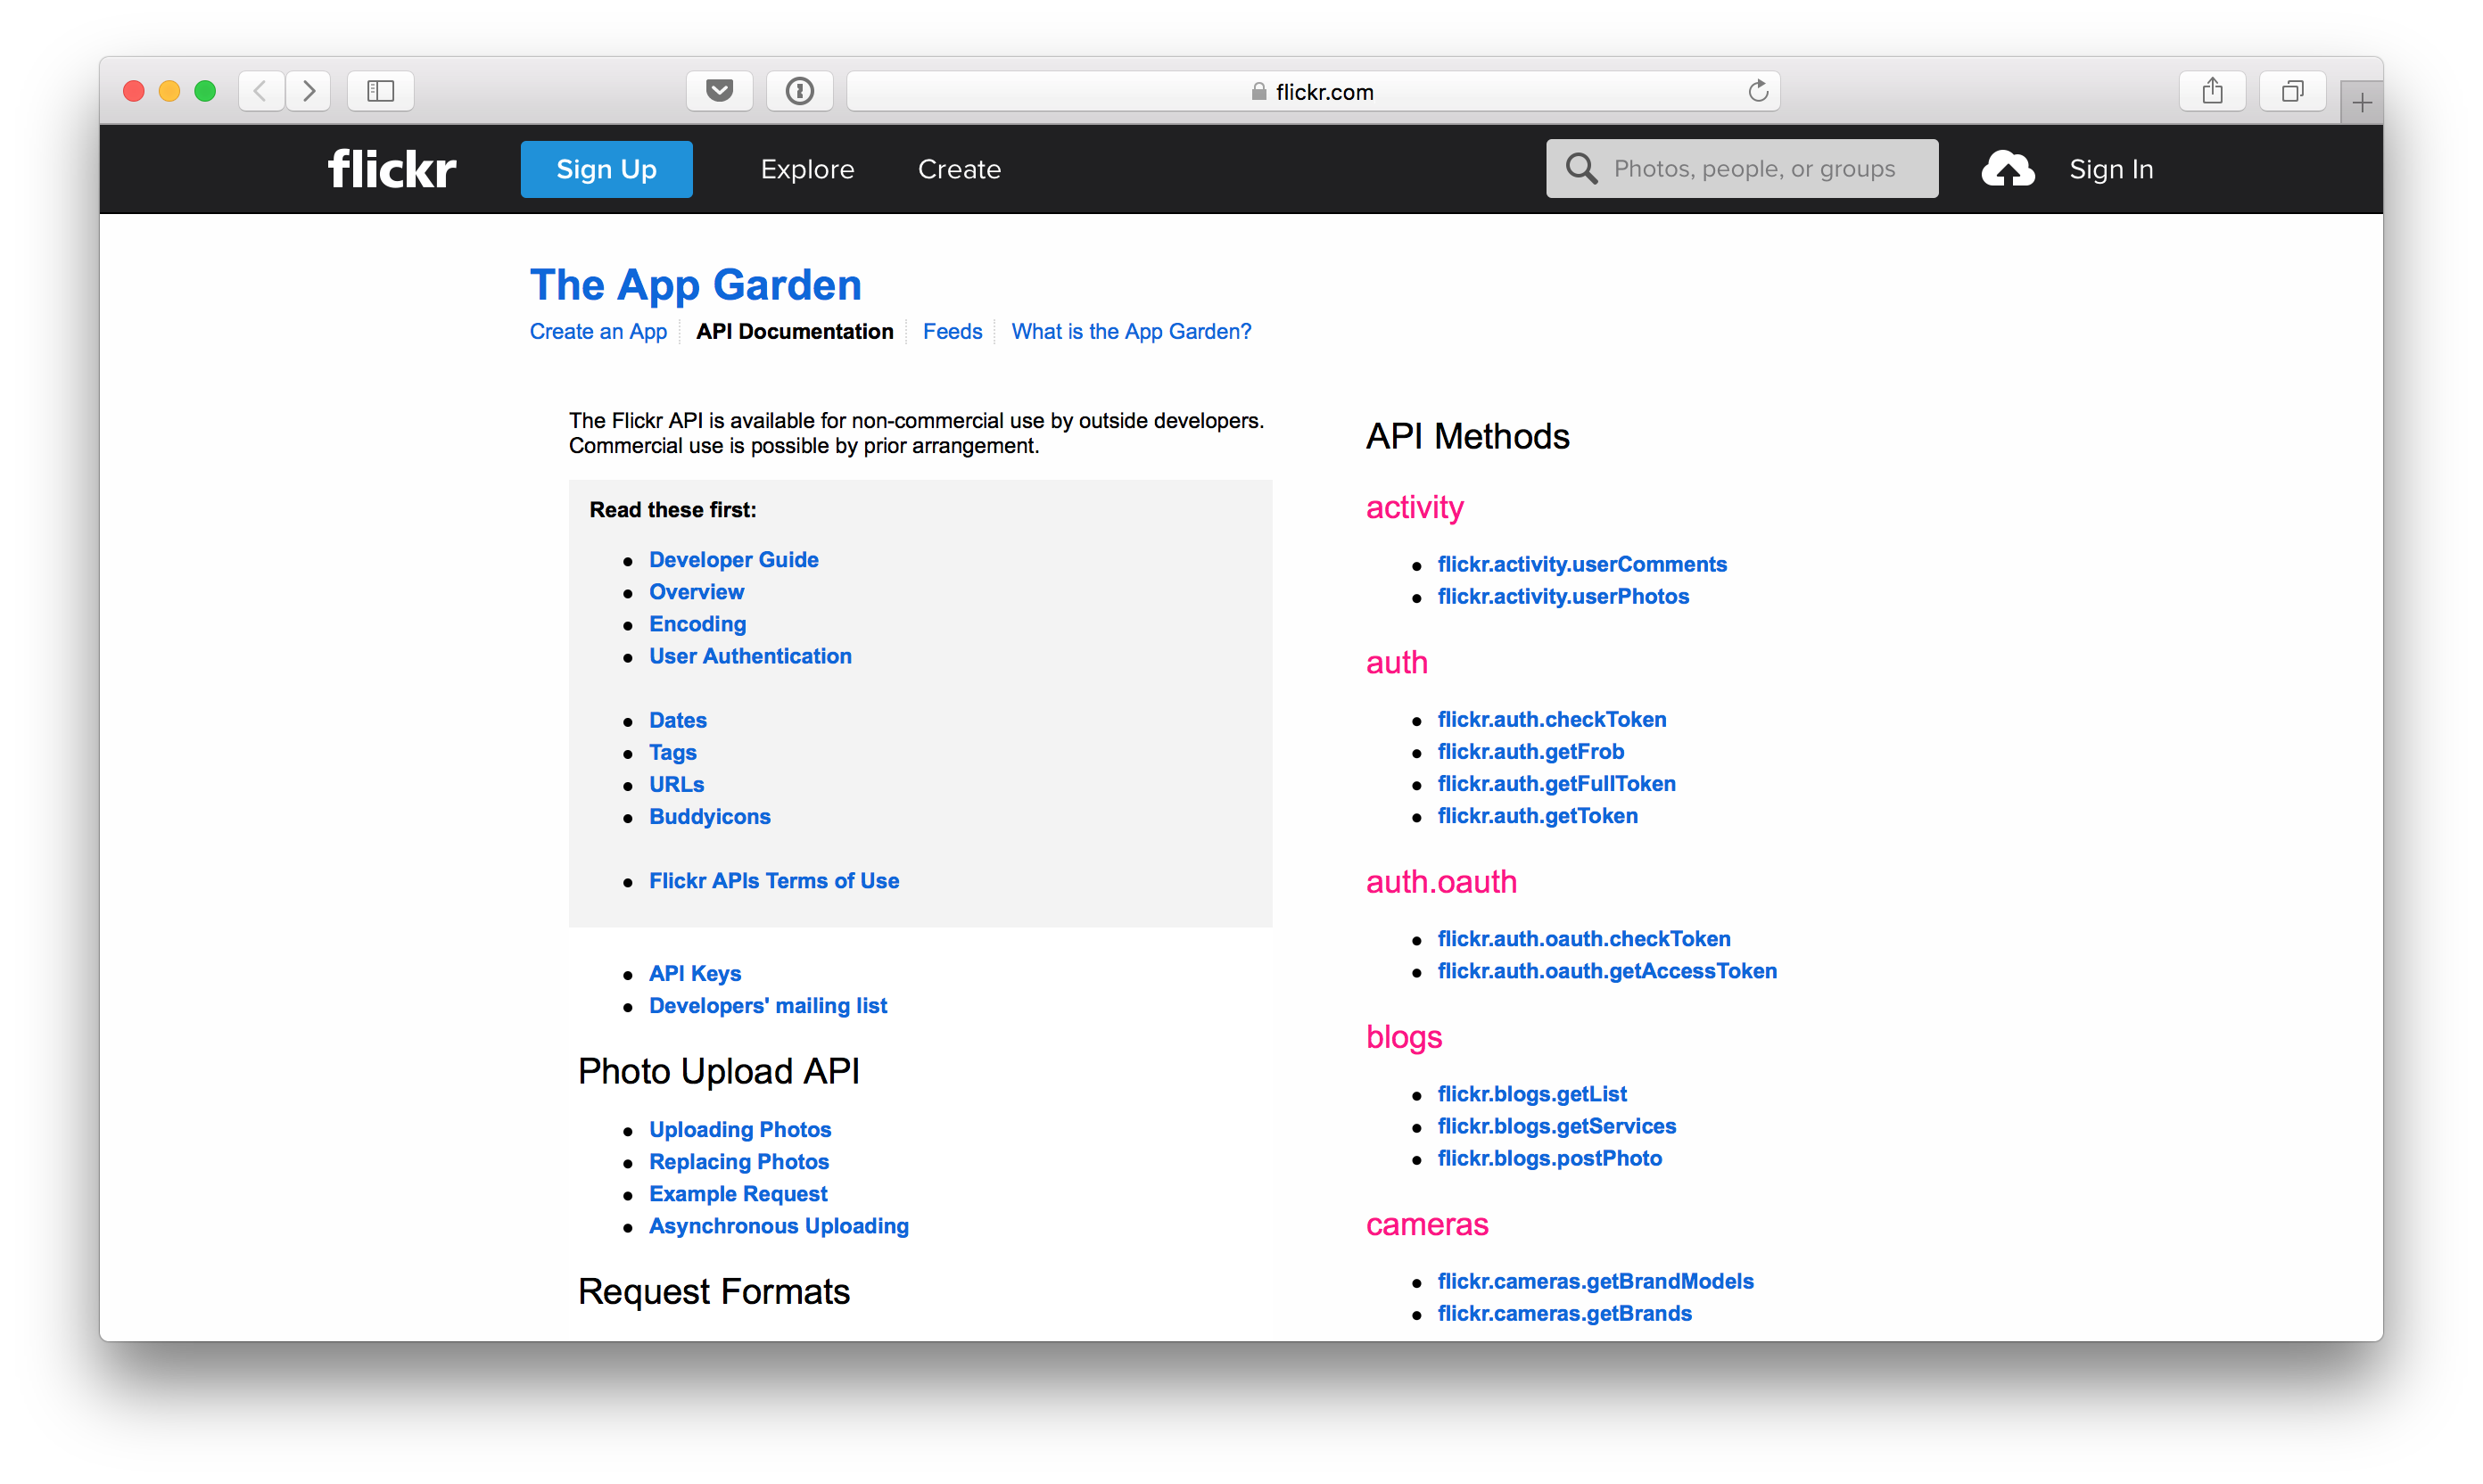 flickr.com
flickr
Sign Up
Explore
Create
Photos, people, or groups
Sign In
The App Garden
Create an App
API Documentation
Feeds
What is the App Garden?
The Flickr API is available for non-commercial use by outside developers.
Commercial use is possible by prior arrangement.
Read these first:
Developer Guide
Overview
Encoding
User Authentication
Dates
Tags
URLs
Buddyicons
Flickr APIs Terms of Use
API Keys
Developers' mailing list
Photo Upload API
Uploading Photos
Replacing Photos
Example Request
Asynchronous Uploading
Request Formats
API Methods
activity
flickr.activity.userComments
flickr.activity.userPhotos
auth
flickr.auth.checkToken
flickr.auth.getFrob
flickr.auth.getFullToken
flickr.auth.getToken
auth.oauth
flickr.auth.oauth.checkToken
flickr.auth.oauth.getAccessToken
blogs
flickr.blogs.getList
flickr.blogs.getServices
flickr.blogs.postPhoto
cameras
flickr.cameras.getBrandModels
flickr.cameras.getBrands